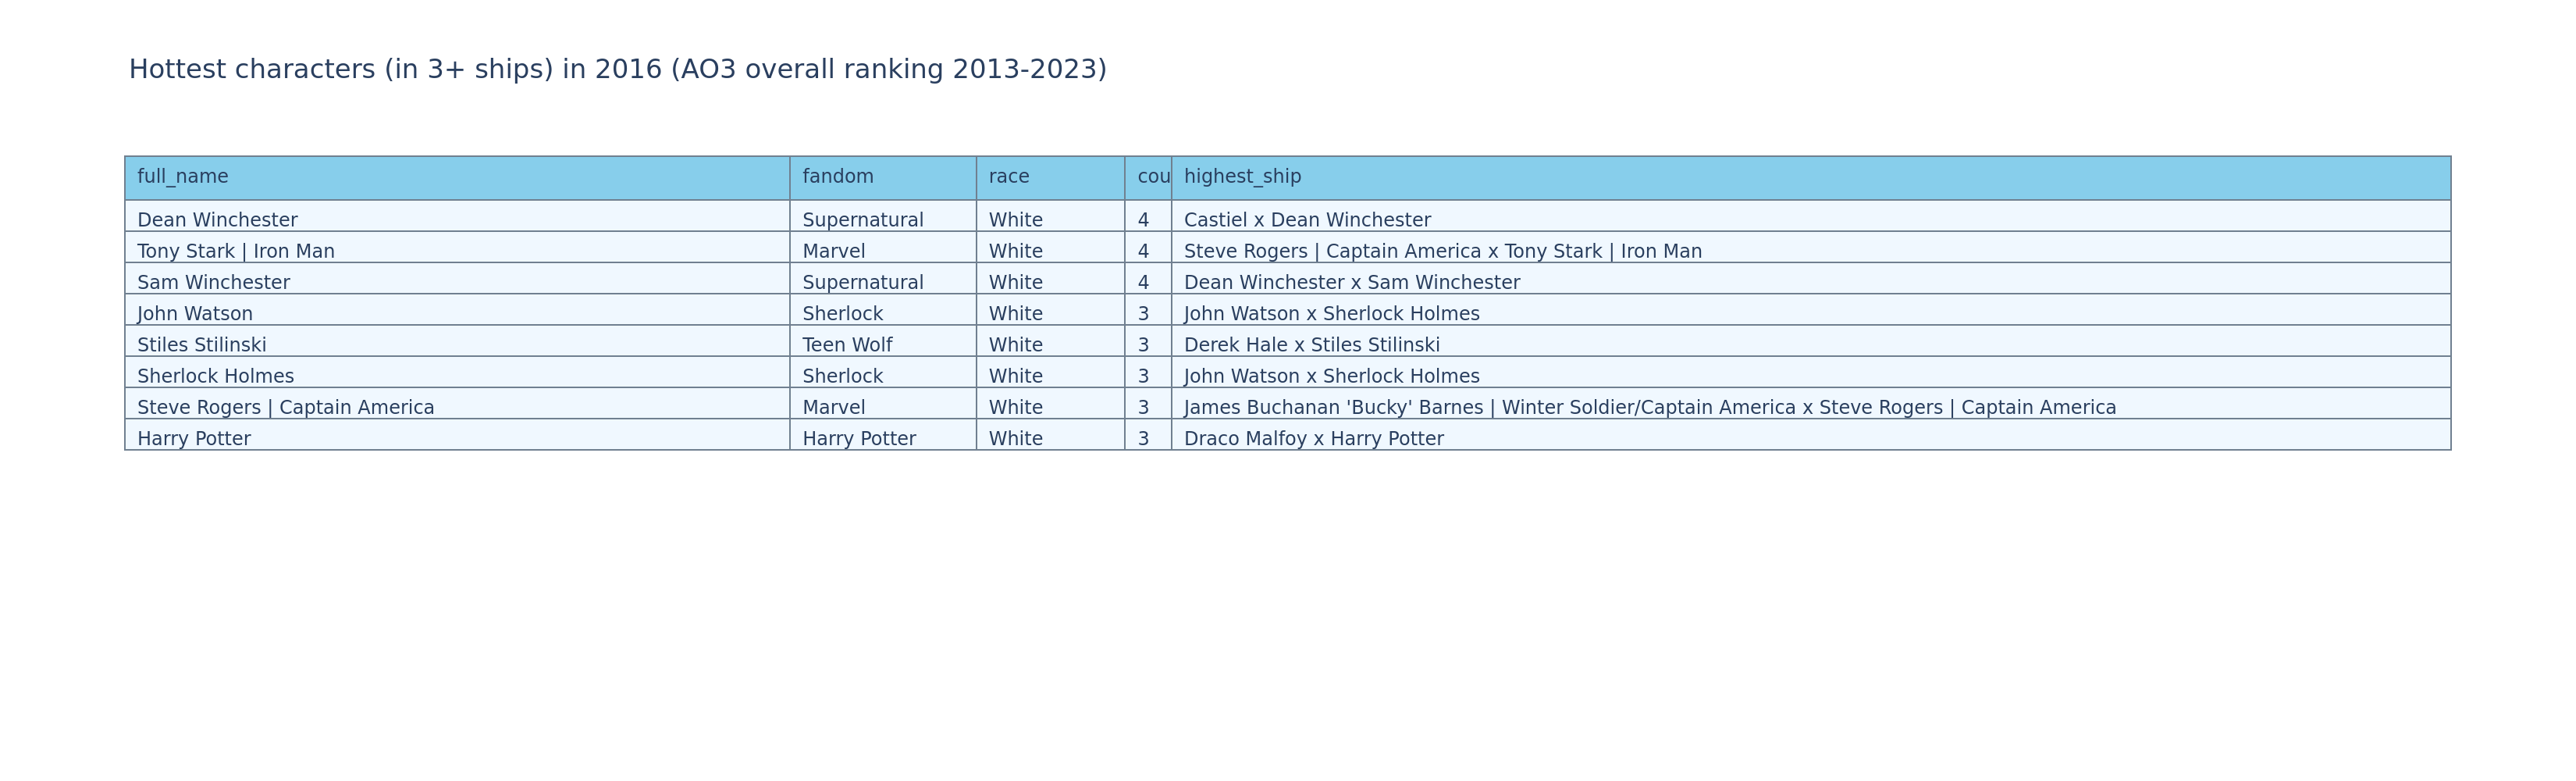 Hottest characters (in 3+ ships) in 2016 (AO3 overall ranking 2013-2023)
full_name fandom race cou highest_ship
Dean Winchester Supernatural White 4 Castiel x Dean Winchester
Tony Stark | Iron Man Marvel White 4 Steve Rogers | Captain America x Tony Stark | Iron Man
Sam Winchester Supernatural White 4 Dean Winchester x Sam Winchester
John Watson Sherlock White 3 John Watson x Sherlock Holmes
Stiles Stilinski Teen Wolf White 3 Derek Hale x Stiles Stilinski
Sherlock Holmes Sherlock White 3 John Watson x Sherlock Holmes
Steve Rogers | Captain America Marvel White 3 James Buchanan 'Bucky' Barnes | Winter Soldier/Captain America x Steve Rogers | Captain America
Harry Potter Harry Potter White 3 Draco Malfoy x Harry Potter